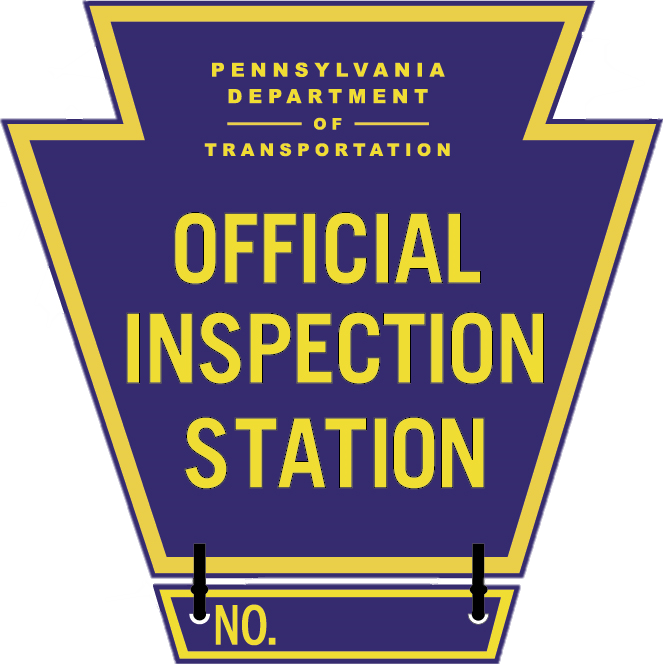 PENNSYLVANIA
DEPARTMENT
OF
TRANSPORTATION
OFFICIAL
INSPECTION
STATION
NO.